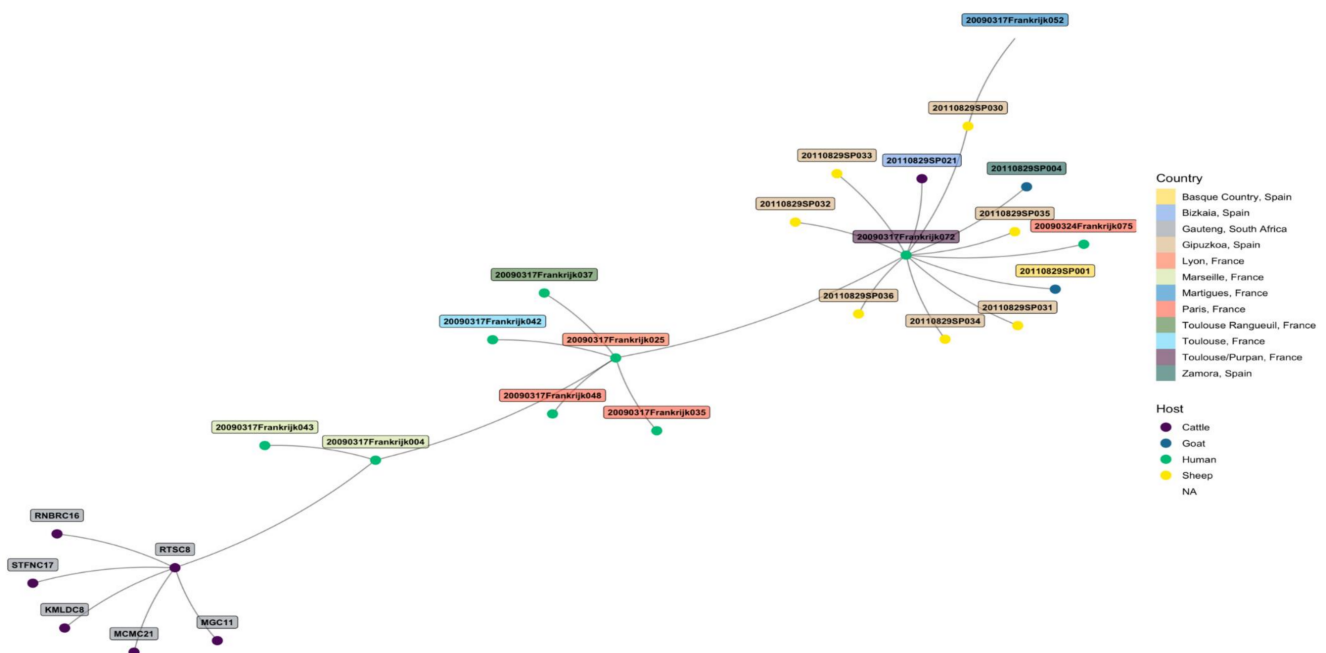 20090317Frankrijk052
20110829SP030
20110829SP033
20110829SP021
20110829SP004
20110829SP032
20110829SP035
20090324Frankrijk075
20090317Frankrijk072
20090317Frankrijk037
20110829SP001
20110829SP036
20110829SP031
20090317Frankrijk042
20110829SP034
20090317Frankrijk025
20090317Frankrijk048
20090317Frankrijk035
20090317Frankrijk043
20090317Frankrijk004
RNBRC16
RTSC8
STFNC17
KMLDC8
MGC11
MCMC21
Country
Basque Country, Spain
Bizkaia, Spain
Gauteng, South Africa
Gipuzkoa, Spain
Lyon, France
Marseille, France
Martigues, France
Paris, France
Toulouse Rangueuil, France
Toulouse, France
Toulouse/Purpan, France
Zamora, Spain
Host
Cattle
Goat
Human
Sheep
NA